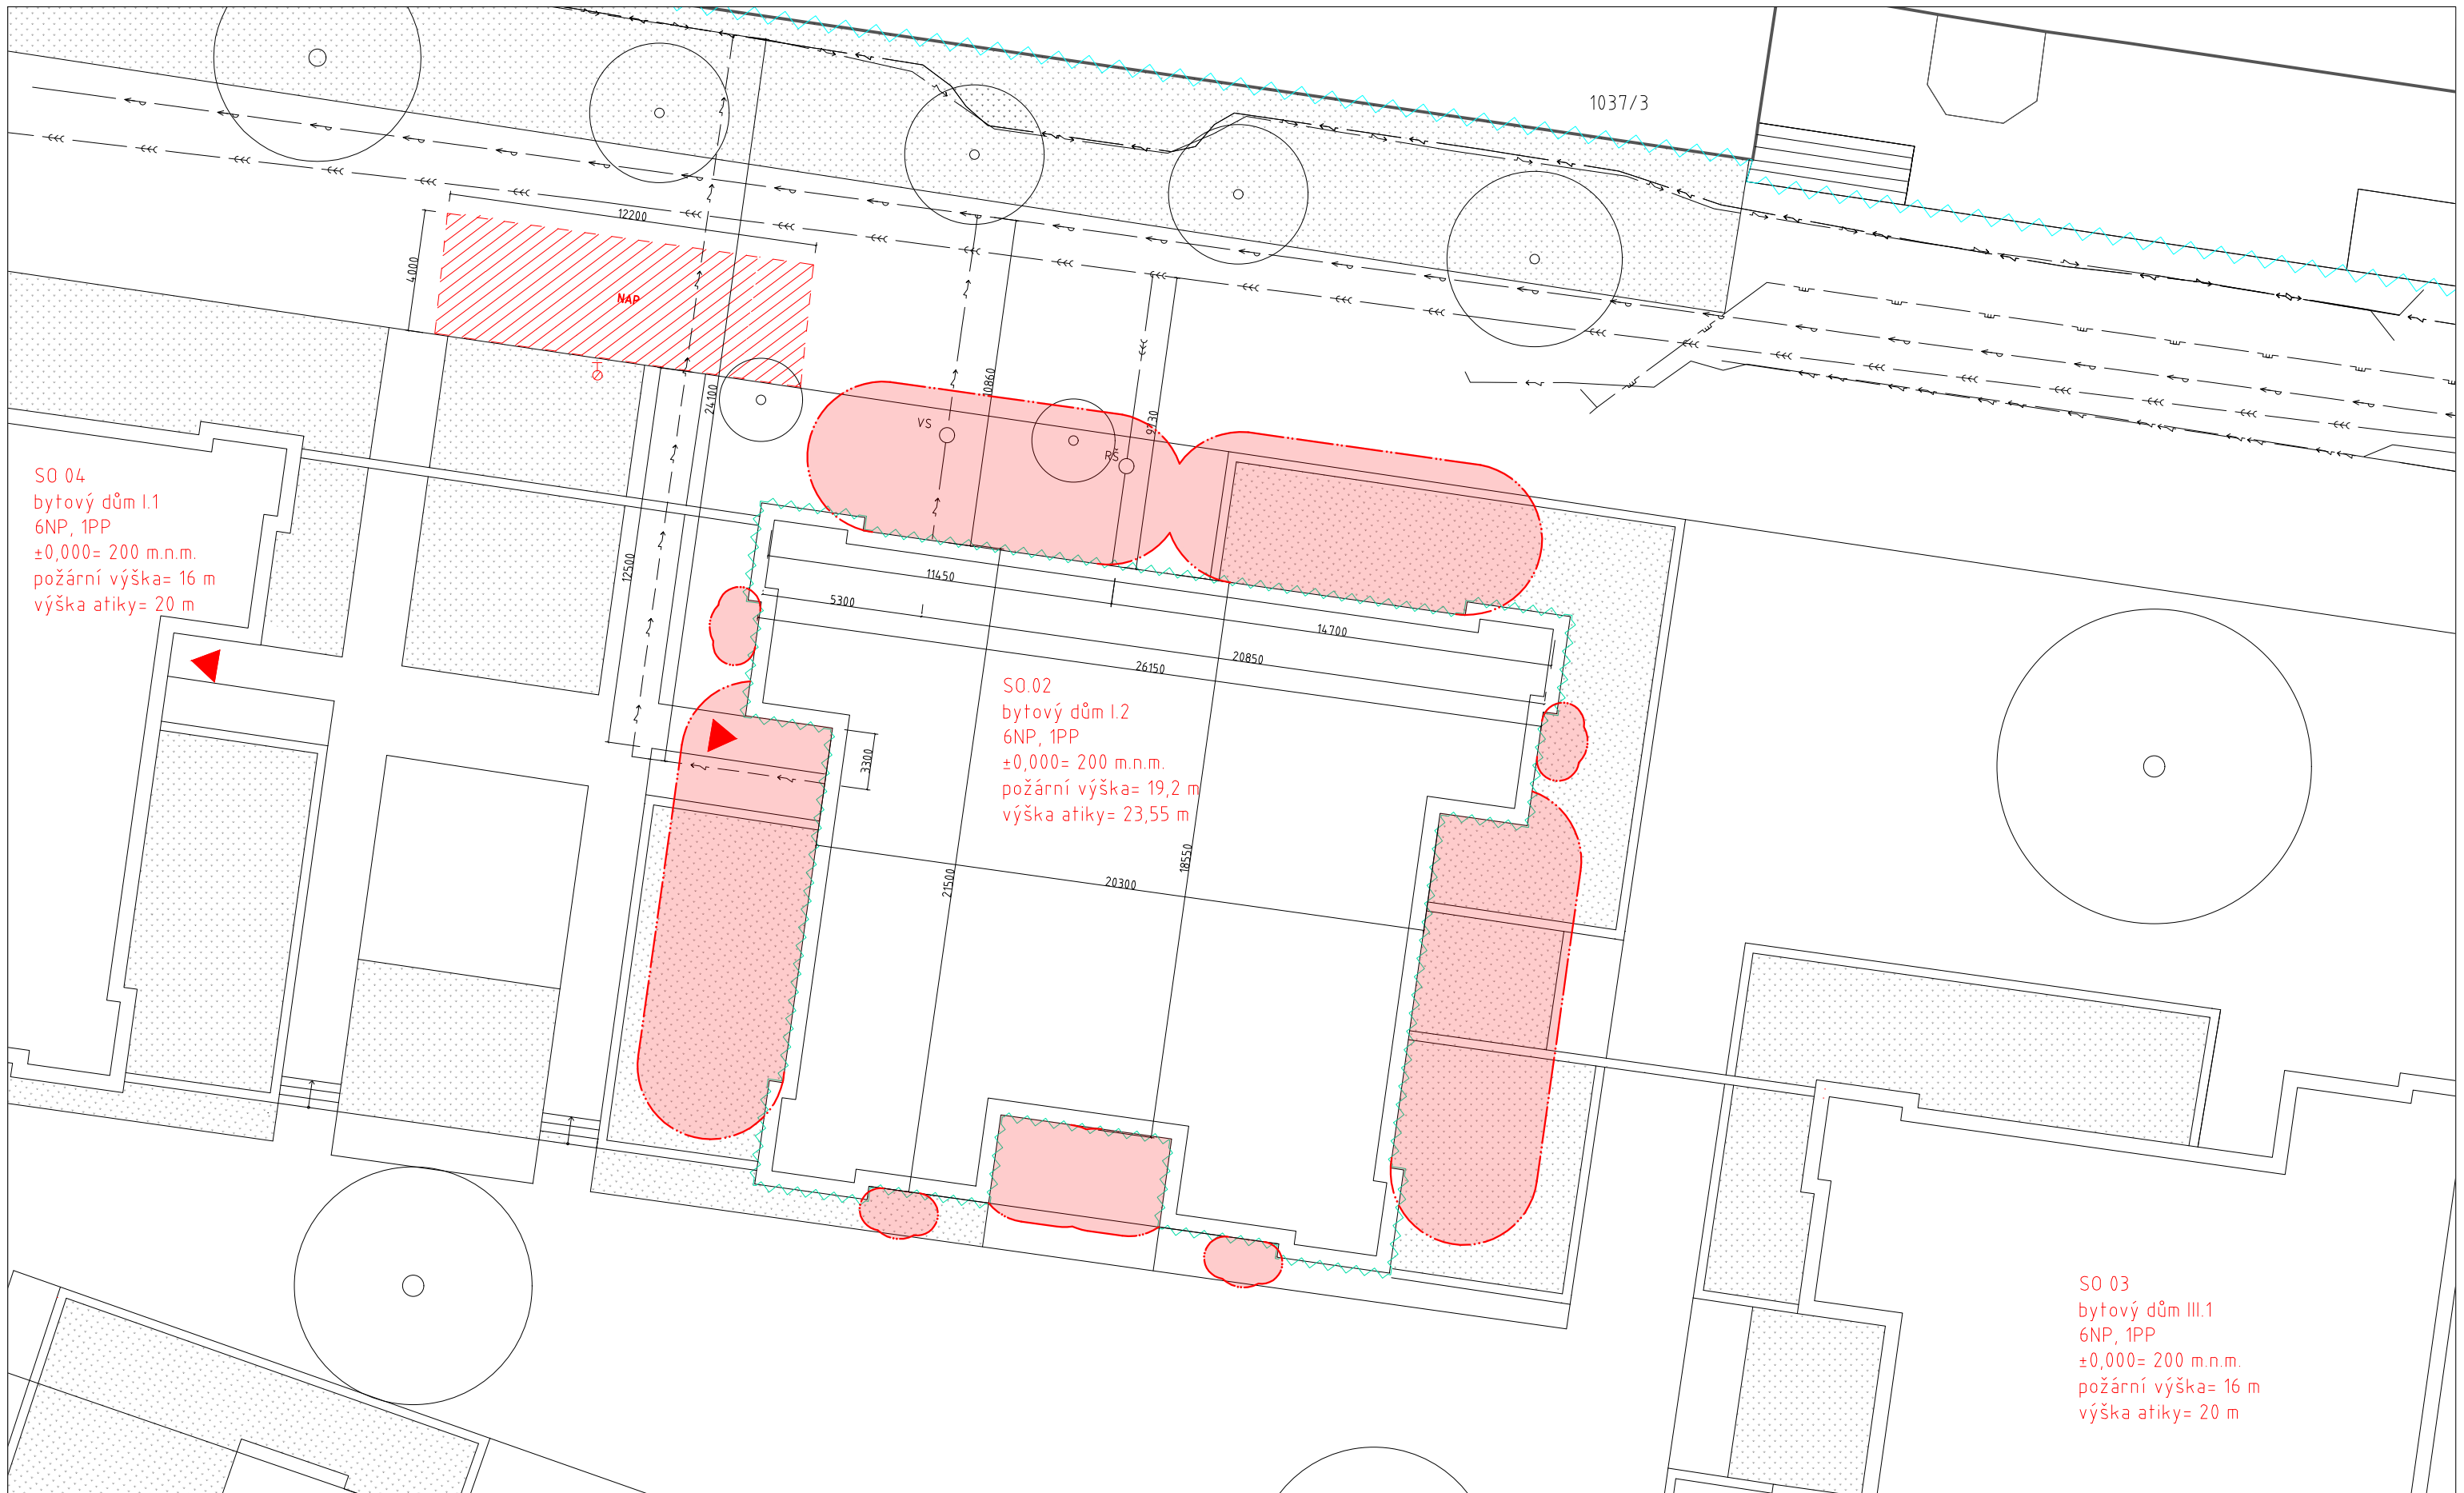 1037/3
12200
4000
NAP
24100
10860
9730
VS
RŠ
SO 04
bytový dům I.1
6NP, 1PP
±0,000= 200 m.n.m.
požární výška= 16 m
výška atiky= 20 m
12500
11450
5300
14700
20850
26150
SO.02
bytový dům I.2
6NP, 1PP
±0,000= 200 m.n.m.
požární výška= 19,2 m
výška atiky= 23,55 m
3300
21500
18550
20300
SO 03
bytový dům III.1
6NP, 1PP
±0,000= 200 m.n.m.
požární výška= 16 m
výška atiky= 20 m